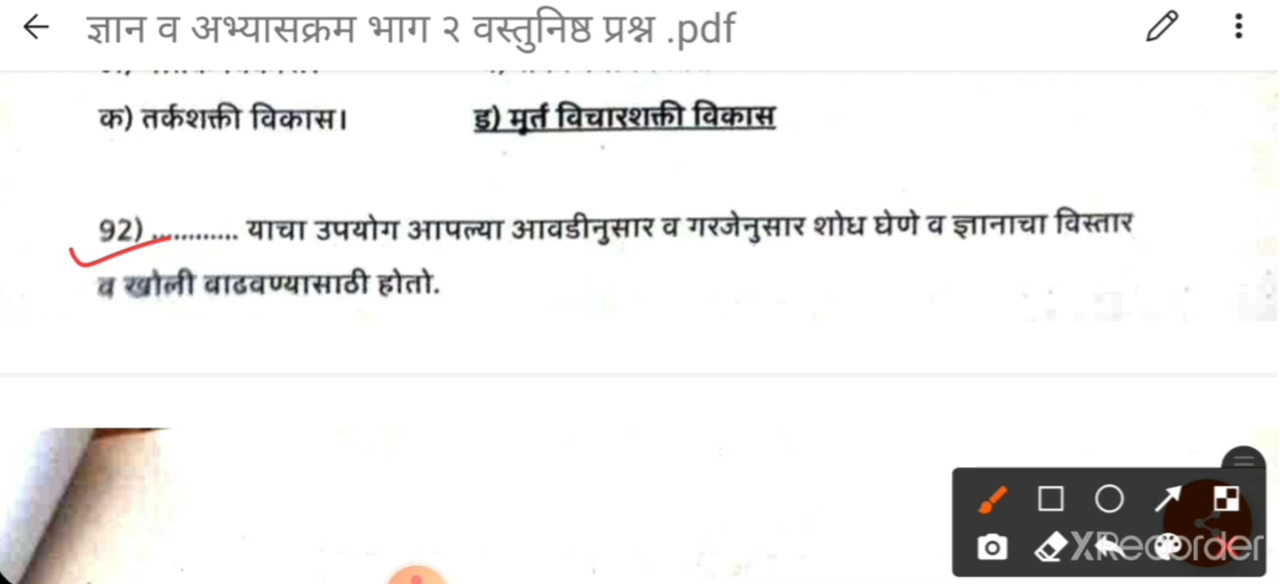 ज्ञान व अभ्यासक्रम भाग २ वस्तुनिष्ठ प्रश्न .pdf
क) तर्कशक्ती विकास। ड) मूर्त विचारशक्ती विकास
92) ............ याचा उपयोग आपल्या आवडीनुसार व गरजेनुसार शोध घेणे व ज्ञानाचा विस्तार
व खोली वाढवण्यासाठी होतो.
XRecorder